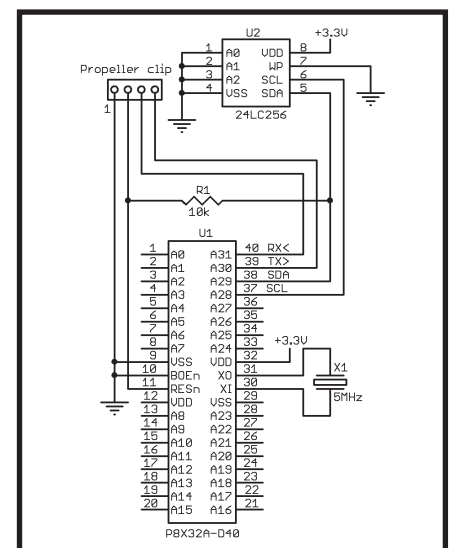 U2
+3.3V
1 A0 VDD 8
2 A1 WP 7
3 A2 SCL 6
4 VSS SDA 5
24LC256
Propeller clip
1
R1
10k
U1
1 A0 A31 40 RX<
2 A1 A30 39 TX>
3 A2 A29 38 SDA
4 A3 A28 37 SCL
5 A4 A27 36
6 A5 A26 35
7 A6 A25 34
8 A7 A24 33
+3.3V
9 VSS VDD 32
10 BOEn XO 31
11 RESn XI 30
X1
5MHz
12 VDD VSS 29
13 A8 A23 28
14 A9 A22 27
15 A10 A21 26
16 A11 A20 25
17 A12 A19 24
18 A13 A18 23
19 A14 A17 22
20 A15 A16 21
P8X32A-D40